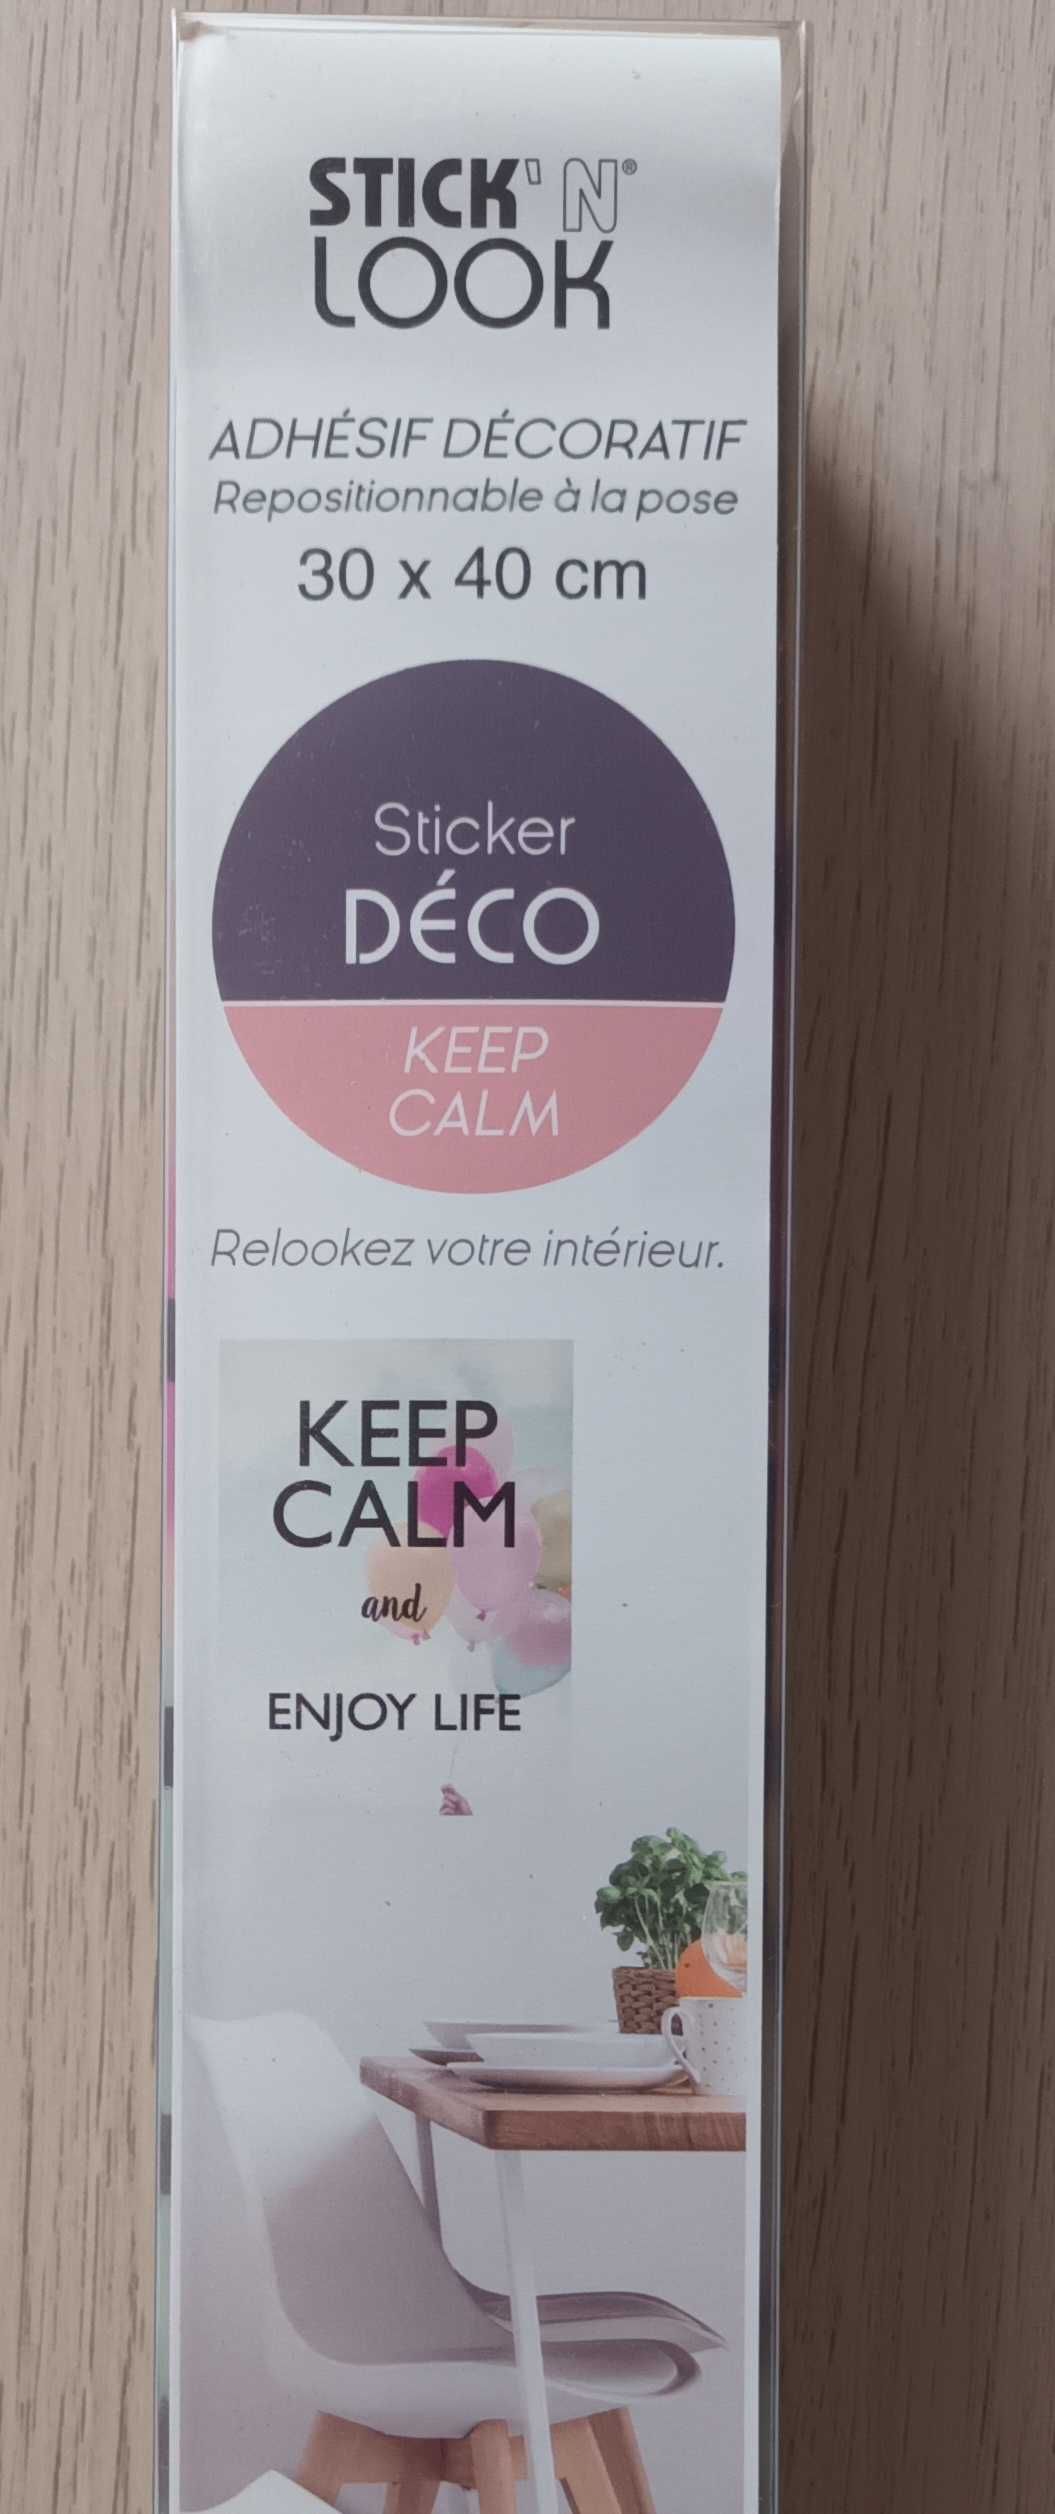 STICK'N®
LOOK
ADHÉSIF DÉCORATIF
Repositionnable à la pose
30 x 40 cm
Sticker
DÉCO
KEEP
CALM
Relookez votre intérieur.
KEEP
CALM
and
ENJOY LIFE